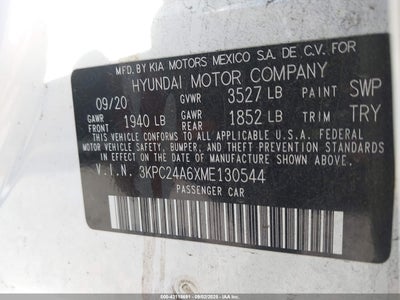 MFD. BY KIA MOTORS MEXICO S.A. DE C.V. FOR
HYUNDAI MOTOR COMPANY
09/20 GVWR 3527 LB PAINT SWP
GAWR FRONT 1940 LB GAWR REAR 1852 LB TRIM TRY
THIS VEHICLE CONFORMS TO ALL APPLICABLE U.S.A. FEDERAL
MOTOR VEHICLE SAFETY, BUMPER, AND THEFT PREVENTION STANDARDS
IN EFFECT ON THE DATE OF MANUFACTURE SHOWN ABOVE.
V.I.N. 3KPC24A6XME130544
PASSENGER CAR